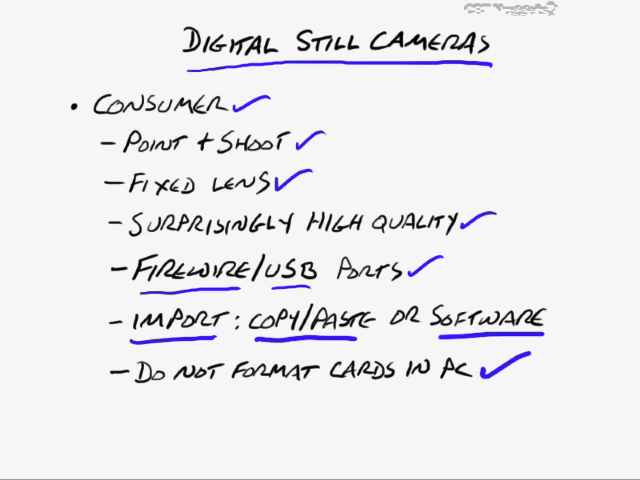 DIGITAL STILL CAMERAS
• CONSUMER
– POINT + SHOOT
– FIXED LENS
– SURPRISINGLY HIGH QUALITY
– FIREWIRE/USB PORTS
– IMPORT: COPY/PASTE OR SOFTWARE
– DO NOT FORMAT CARDS IN PC